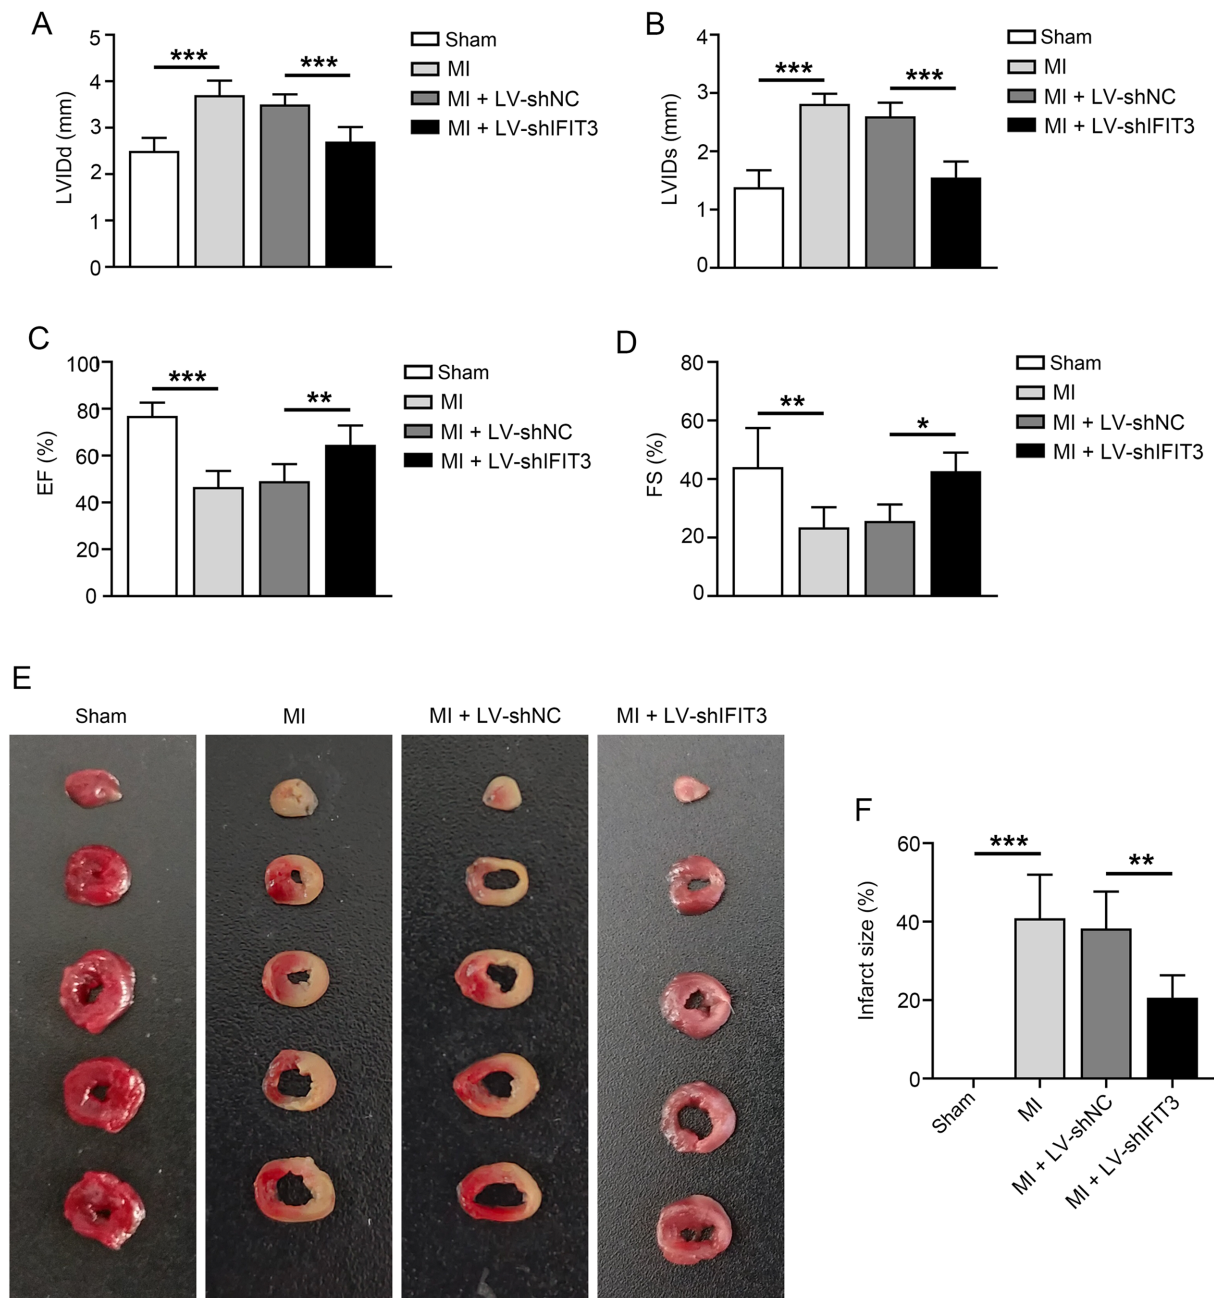 A
LVIDd (mm)
5
4
3
2
1
0
***
***
Sham
MI
MI + LV-shNC
MI + LV-shIFIT3
B
LVIDs (mm)
4
3
2
1
0
***
***
Sham
MI
MI + LV-shNC
MI + LV-shIFIT3
C
EF (%)
100
80
60
40
20
0
***
**
Sham
MI
MI + LV-shNC
MI + LV-shIFIT3
D
FS (%)
80
60
40
20
0
**
*
Sham
MI
MI + LV-shNC
MI + LV-shIFIT3
E
Sham
MI
MI + LV-shNC
MI + LV-shIFIT3
F
Infarct size (%)
60
40
20
0
***
**
Sham
MI
MI + LV-shNC
MI + LV-shIFIT3